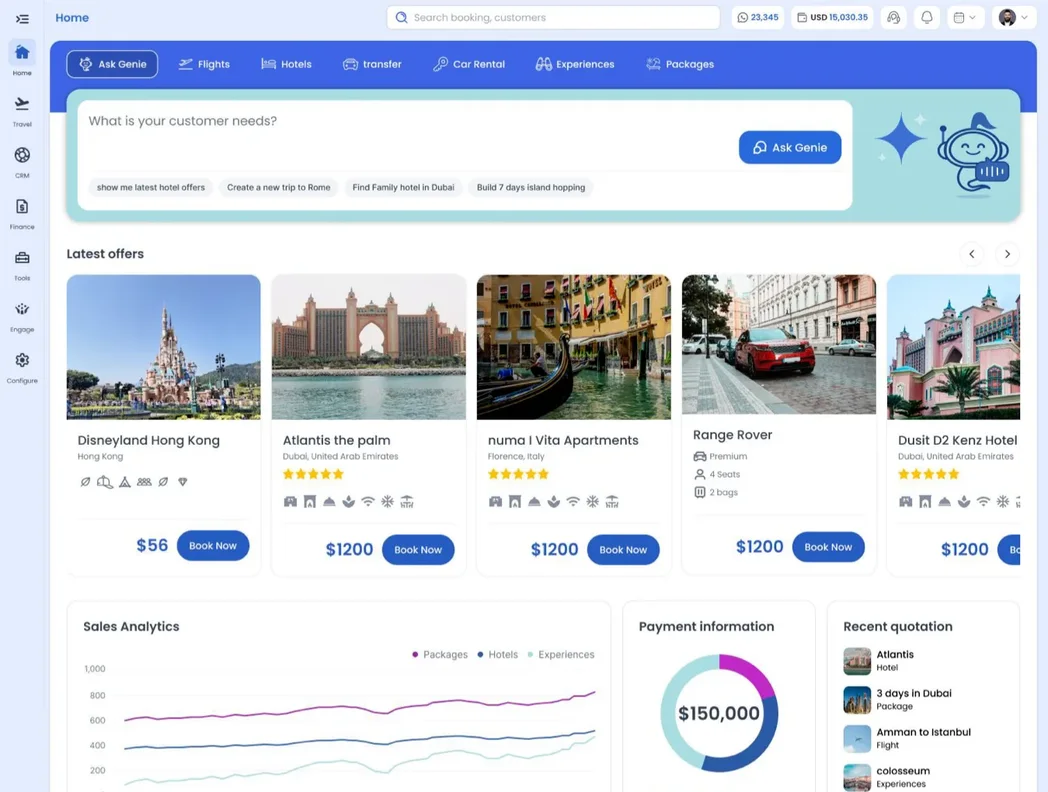 Home
Search booking, customers
23,345
USD 15,030.35
Home
Travel
CRM
Finance
Tools
Engage
Configure
Ask Genie
Flights
Hotels
transfer
Car Rental
Experiences
Packages
What is your customer needs?
Ask Genie
show me latest hotel offers
Create a new trip to Rome
Find Family hotel in Dubai
Build 7 days island hopping
Latest offers
Disneyland Hong Kong
Hong Kong
$56
Book Now
Atlantis the palm
Dubai, United Arab Emirates
$1200
Book Now
numa I Vita Apartments
Florence, Italy
$1200
Book Now
Range Rover
Premium
4 Seats
2 bags
$1200
Book Now
Dusit D2 Kenz Hotel
Dubai, United Arab Emirates
$1200
Bo
Sales Analytics
Packages
Hotels
Experiences
1,000
800
600
400
200
Payment information
$150,000
Recent quotation
Atlantis
Hotel
3 days in Dubai
Package
Amman to Istanbul
Flight
colosseum
Experiences